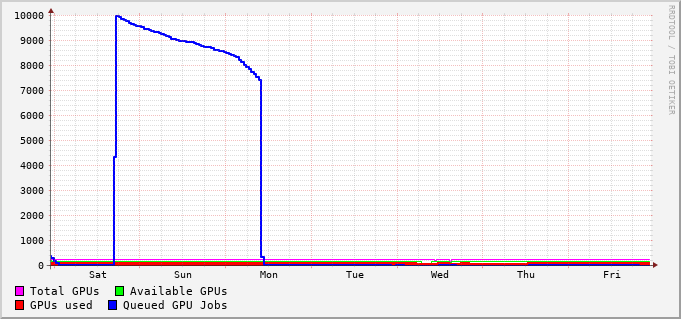 10000
9000
8000
7000
6000
5000
4000
3000
2000
1000
0
Sat Sun Mon Tue Wed Thu Fri
Total GPUs Available GPUs
GPUs used Queued GPU Jobs
RRDTOOL / TOBI OETIKER